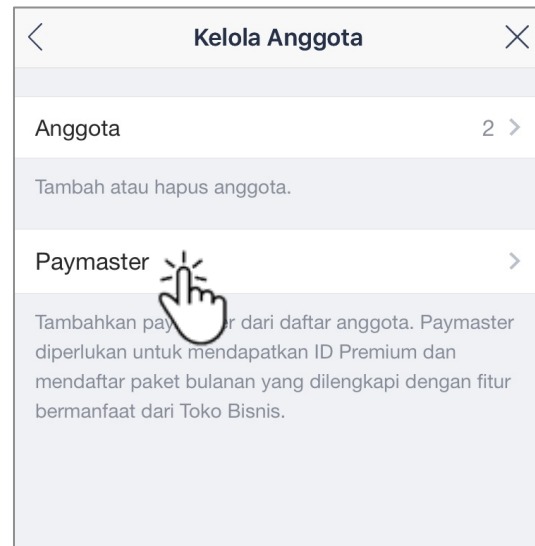 Kelola Anggota
Anggota 2
Tambah atau hapus anggota.
Paymaster
Tambahkan pay r dari daftar anggota. Paymaster
diperlukan untuk mendapatkan ID Premium dan
mendaftar paket bulanan yang dilengkapi dengan fitur
bermanfaat dari Toko Bisnis.